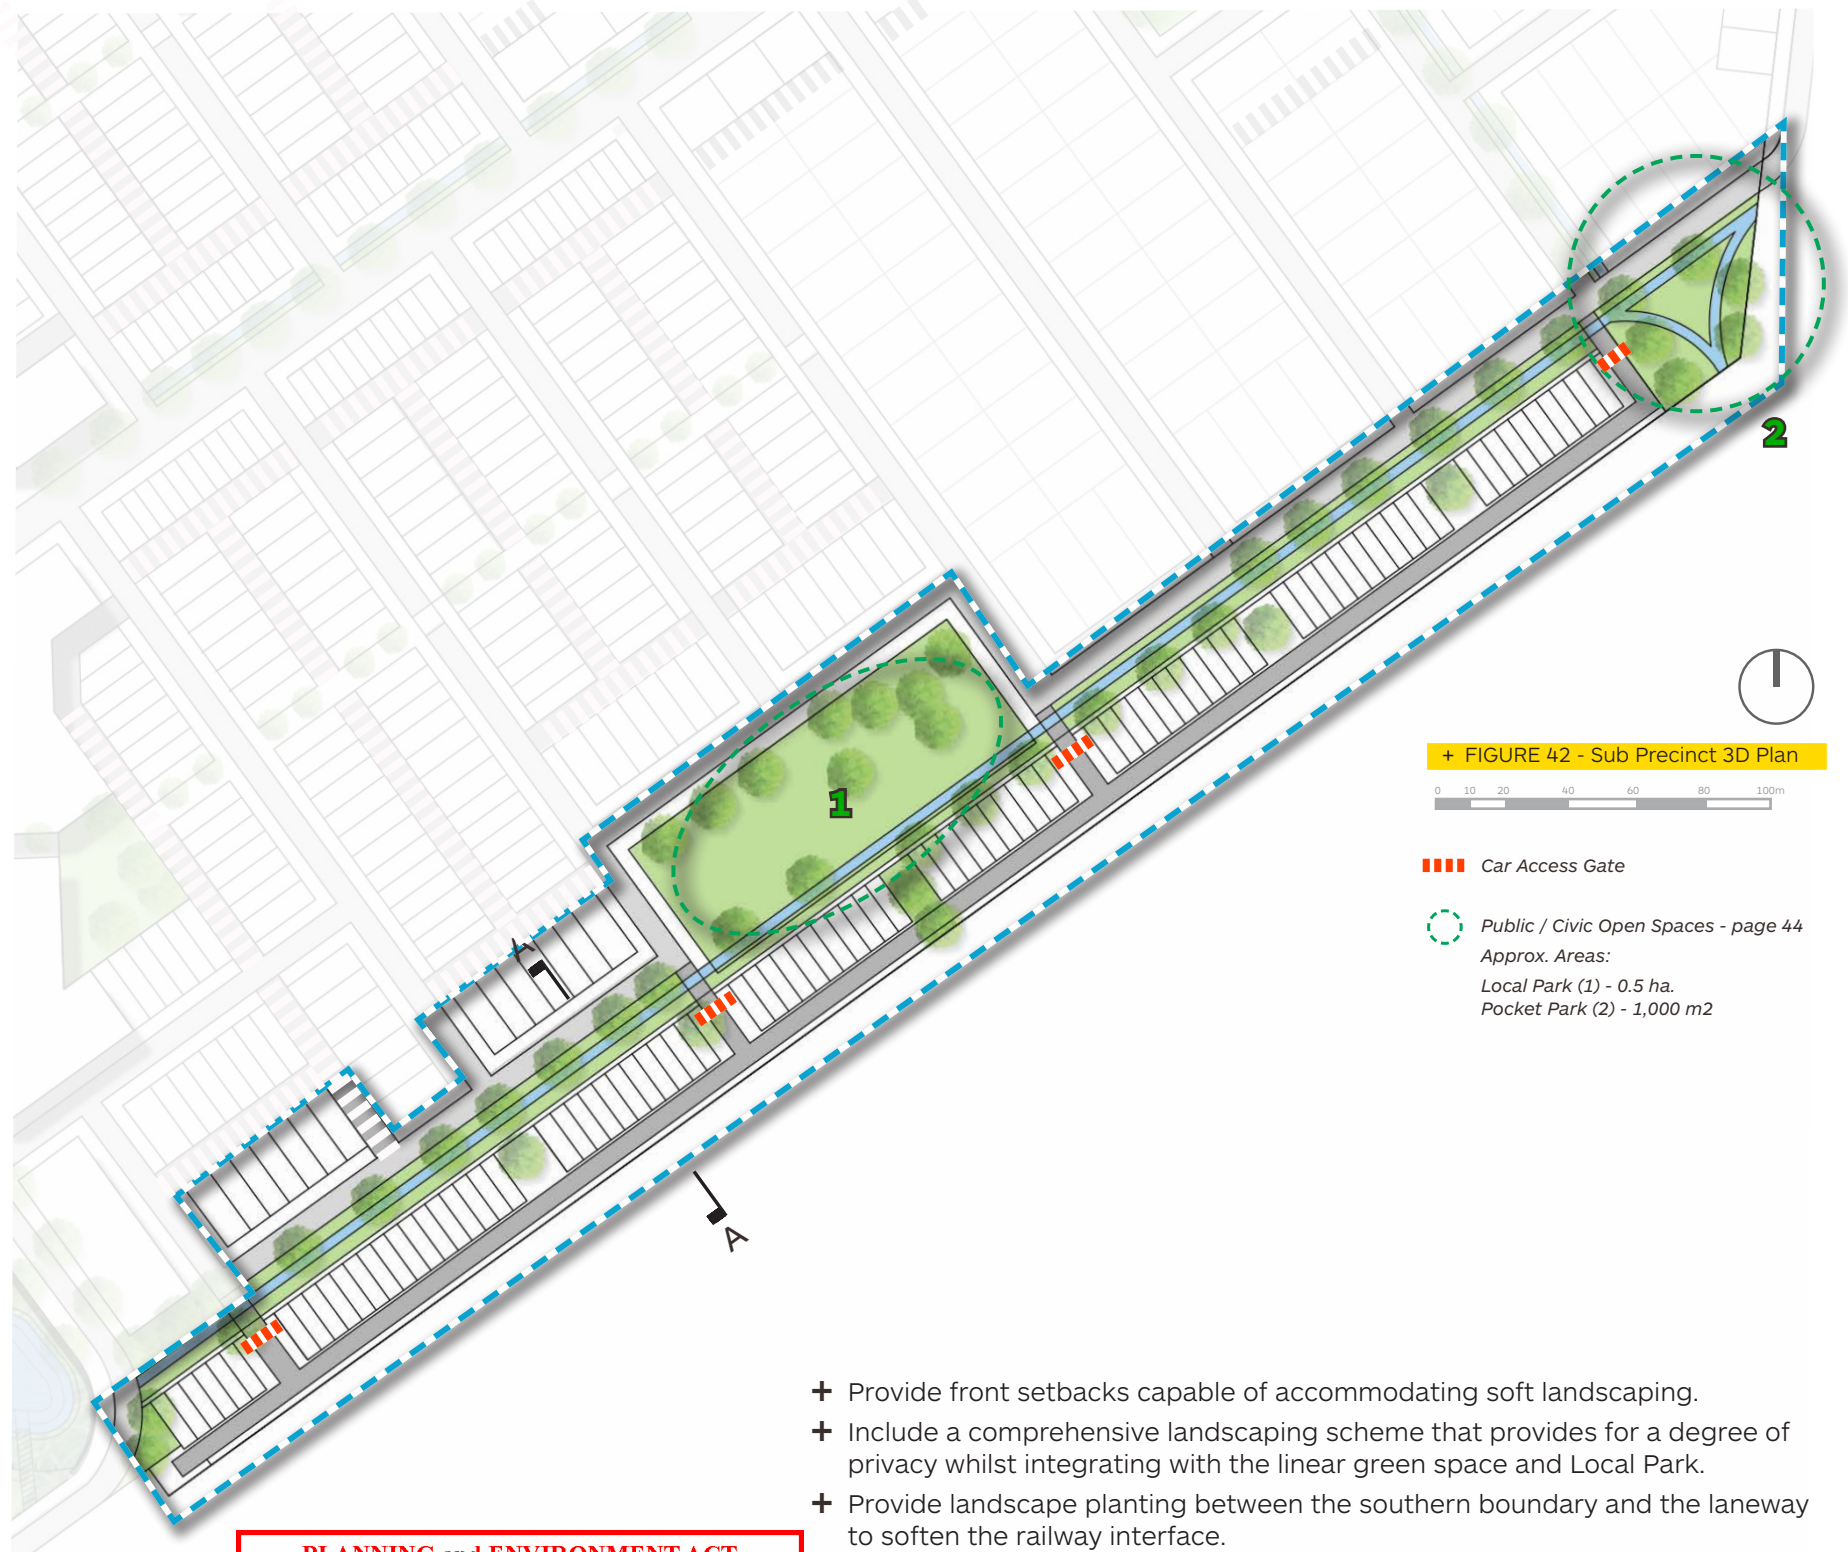 2
+ FIGURE 42 - Sub Precinct 3D Plan
0 10 20 40 60 80 100m
Car Access Gate
1
Public / Civic Open Spaces - page 44
Approx. Areas:
Local Park (1) - 0.5 ha.
Pocket Park (2) - 1,000 m2
A
+ Provide front setbacks capable of accommodating soft landscaping.
+ Include a comprehensive landscaping scheme that provides for a degree of
privacy whilst integrating with the linear green space and Local Park.
+ Provide landscape planting between the southern boundary and the laneway
to soften the railway interface.
PLANNING and ENVIRONMENT ACT